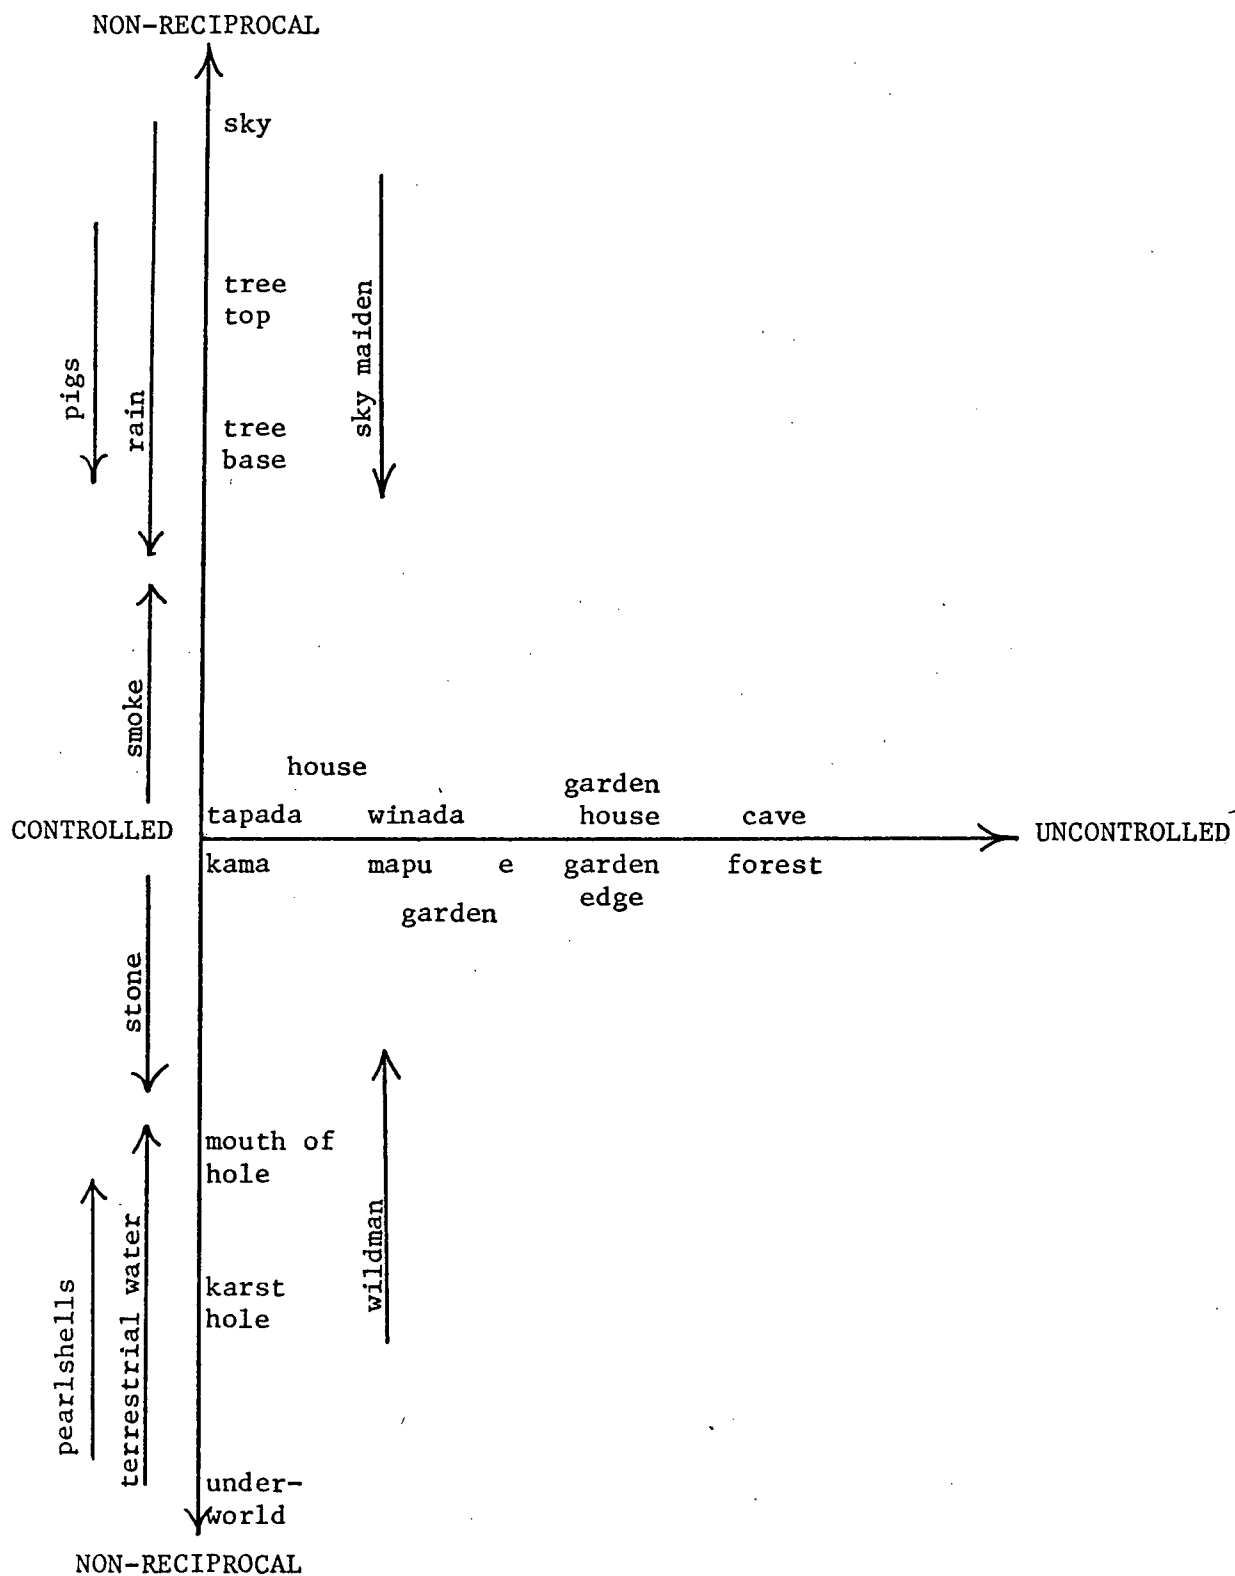 NON-RECIPROCAL
sky
tree
top
sky maiden
pigs
rain
tree
base
smoke
house
garden
tapada winada house cave
CONTROLLED UNCONTROLLED
kama mapu e garden forest
edge
garden
stone
mouth of
hole
wildman
karst
hole
pearlshells
terrestrial water
under-
world
NON-RECIPROCAL